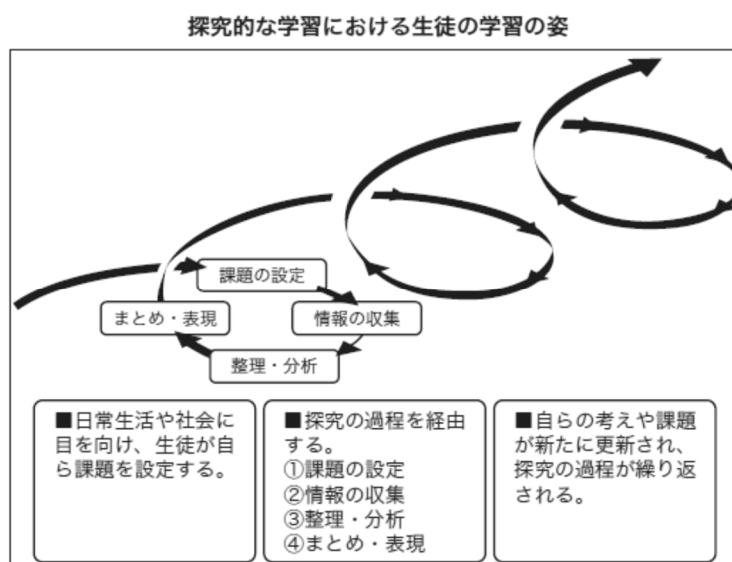 探究的な学習における生徒の学習の姿
課題の設定
まとめ・表現
情報の収集
整理・分析
■日常生活や社会に
目を向け、生徒が自
ら課題を設定する。
■探究の過程を経由
する。
①課題の設定
②情報の収集
③整理・分析
④まとめ・表現
■自らの考えや課題
が新たに更新され、
探究の過程が繰り返
される。